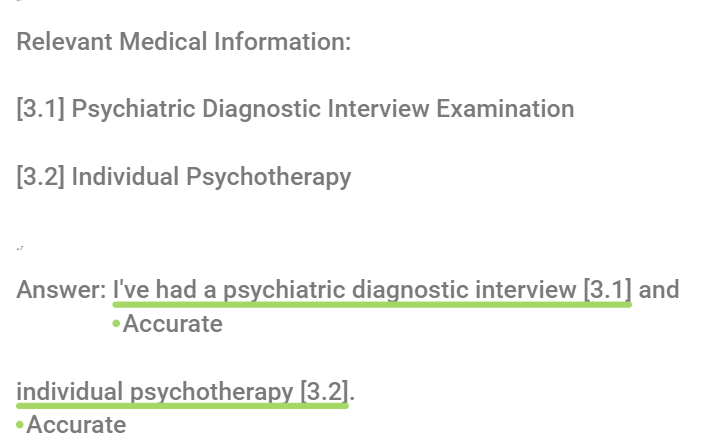 Relevant Medical Information:
[3.1] Psychiatric Diagnostic Interview Examination
[3.2] Individual Psychotherapy
Answer: I've had a psychiatric diagnostic interview [3.1] and
•Accurate
individual psychotherapy [3.2].
•Accurate